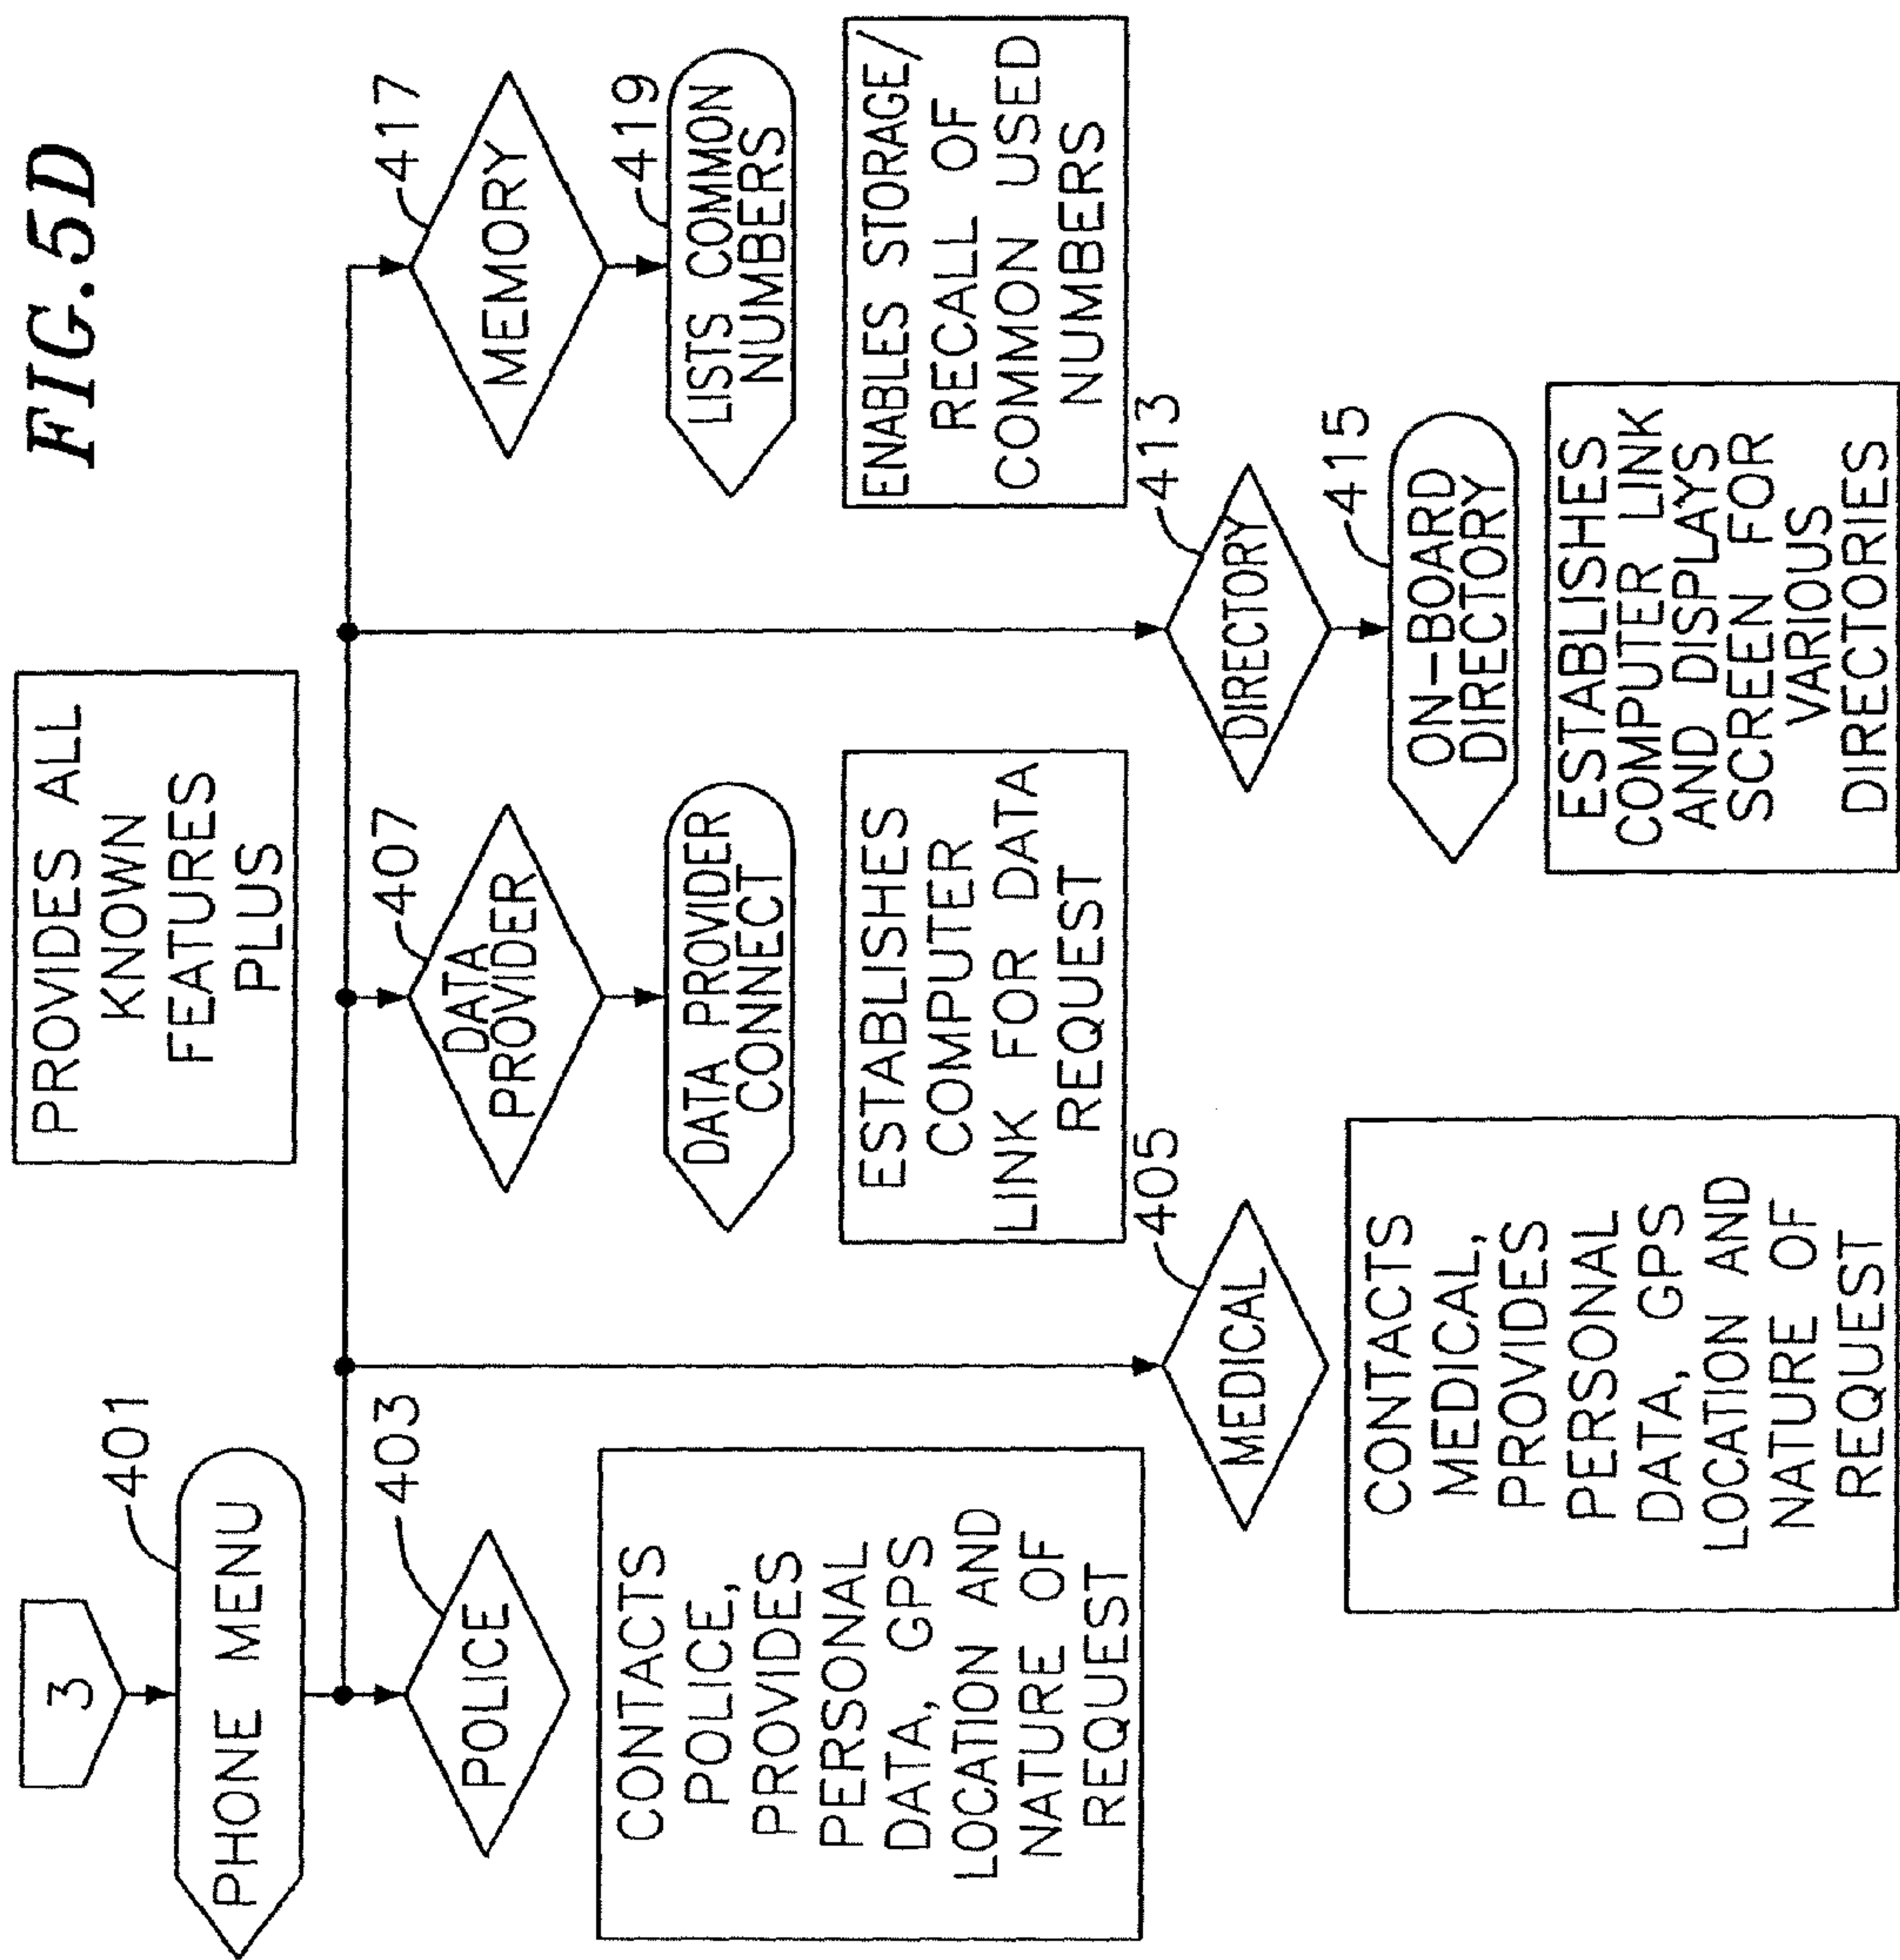 FIG.5D
3
401
PHONE MENU
PROVIDES ALL
KNOWN
FEATURES
PLUS
403
POLICE
CONTACTS
POLICE,
PROVIDES
PERSONAL
DATA, GPS
LOCATION AND
NATURE OF
REQUEST
405
MEDICAL
CONTACTS
MEDICAL,
PROVIDES
PERSONAL
DATA, GPS
LOCATION AND
NATURE OF
REQUEST
407
DATA
PROVIDER
DATA PROVIDER
CONNECT
ESTABLISHES
COMPUTER
LINK FOR DATA
REQUEST
413
DIRECTORY
415
ON-BOARD
DIRECTORY
ESTABLISHES
COMPUTER LINK
AND DISPLAYS
SCREEN FOR
VARIOUS
DIRECTORIES
417
MEMORY
419
LISTS COMMON
NUMBERS
ENABLES STORAGE/
RECALL OF
COMMON USED
NUMBERS